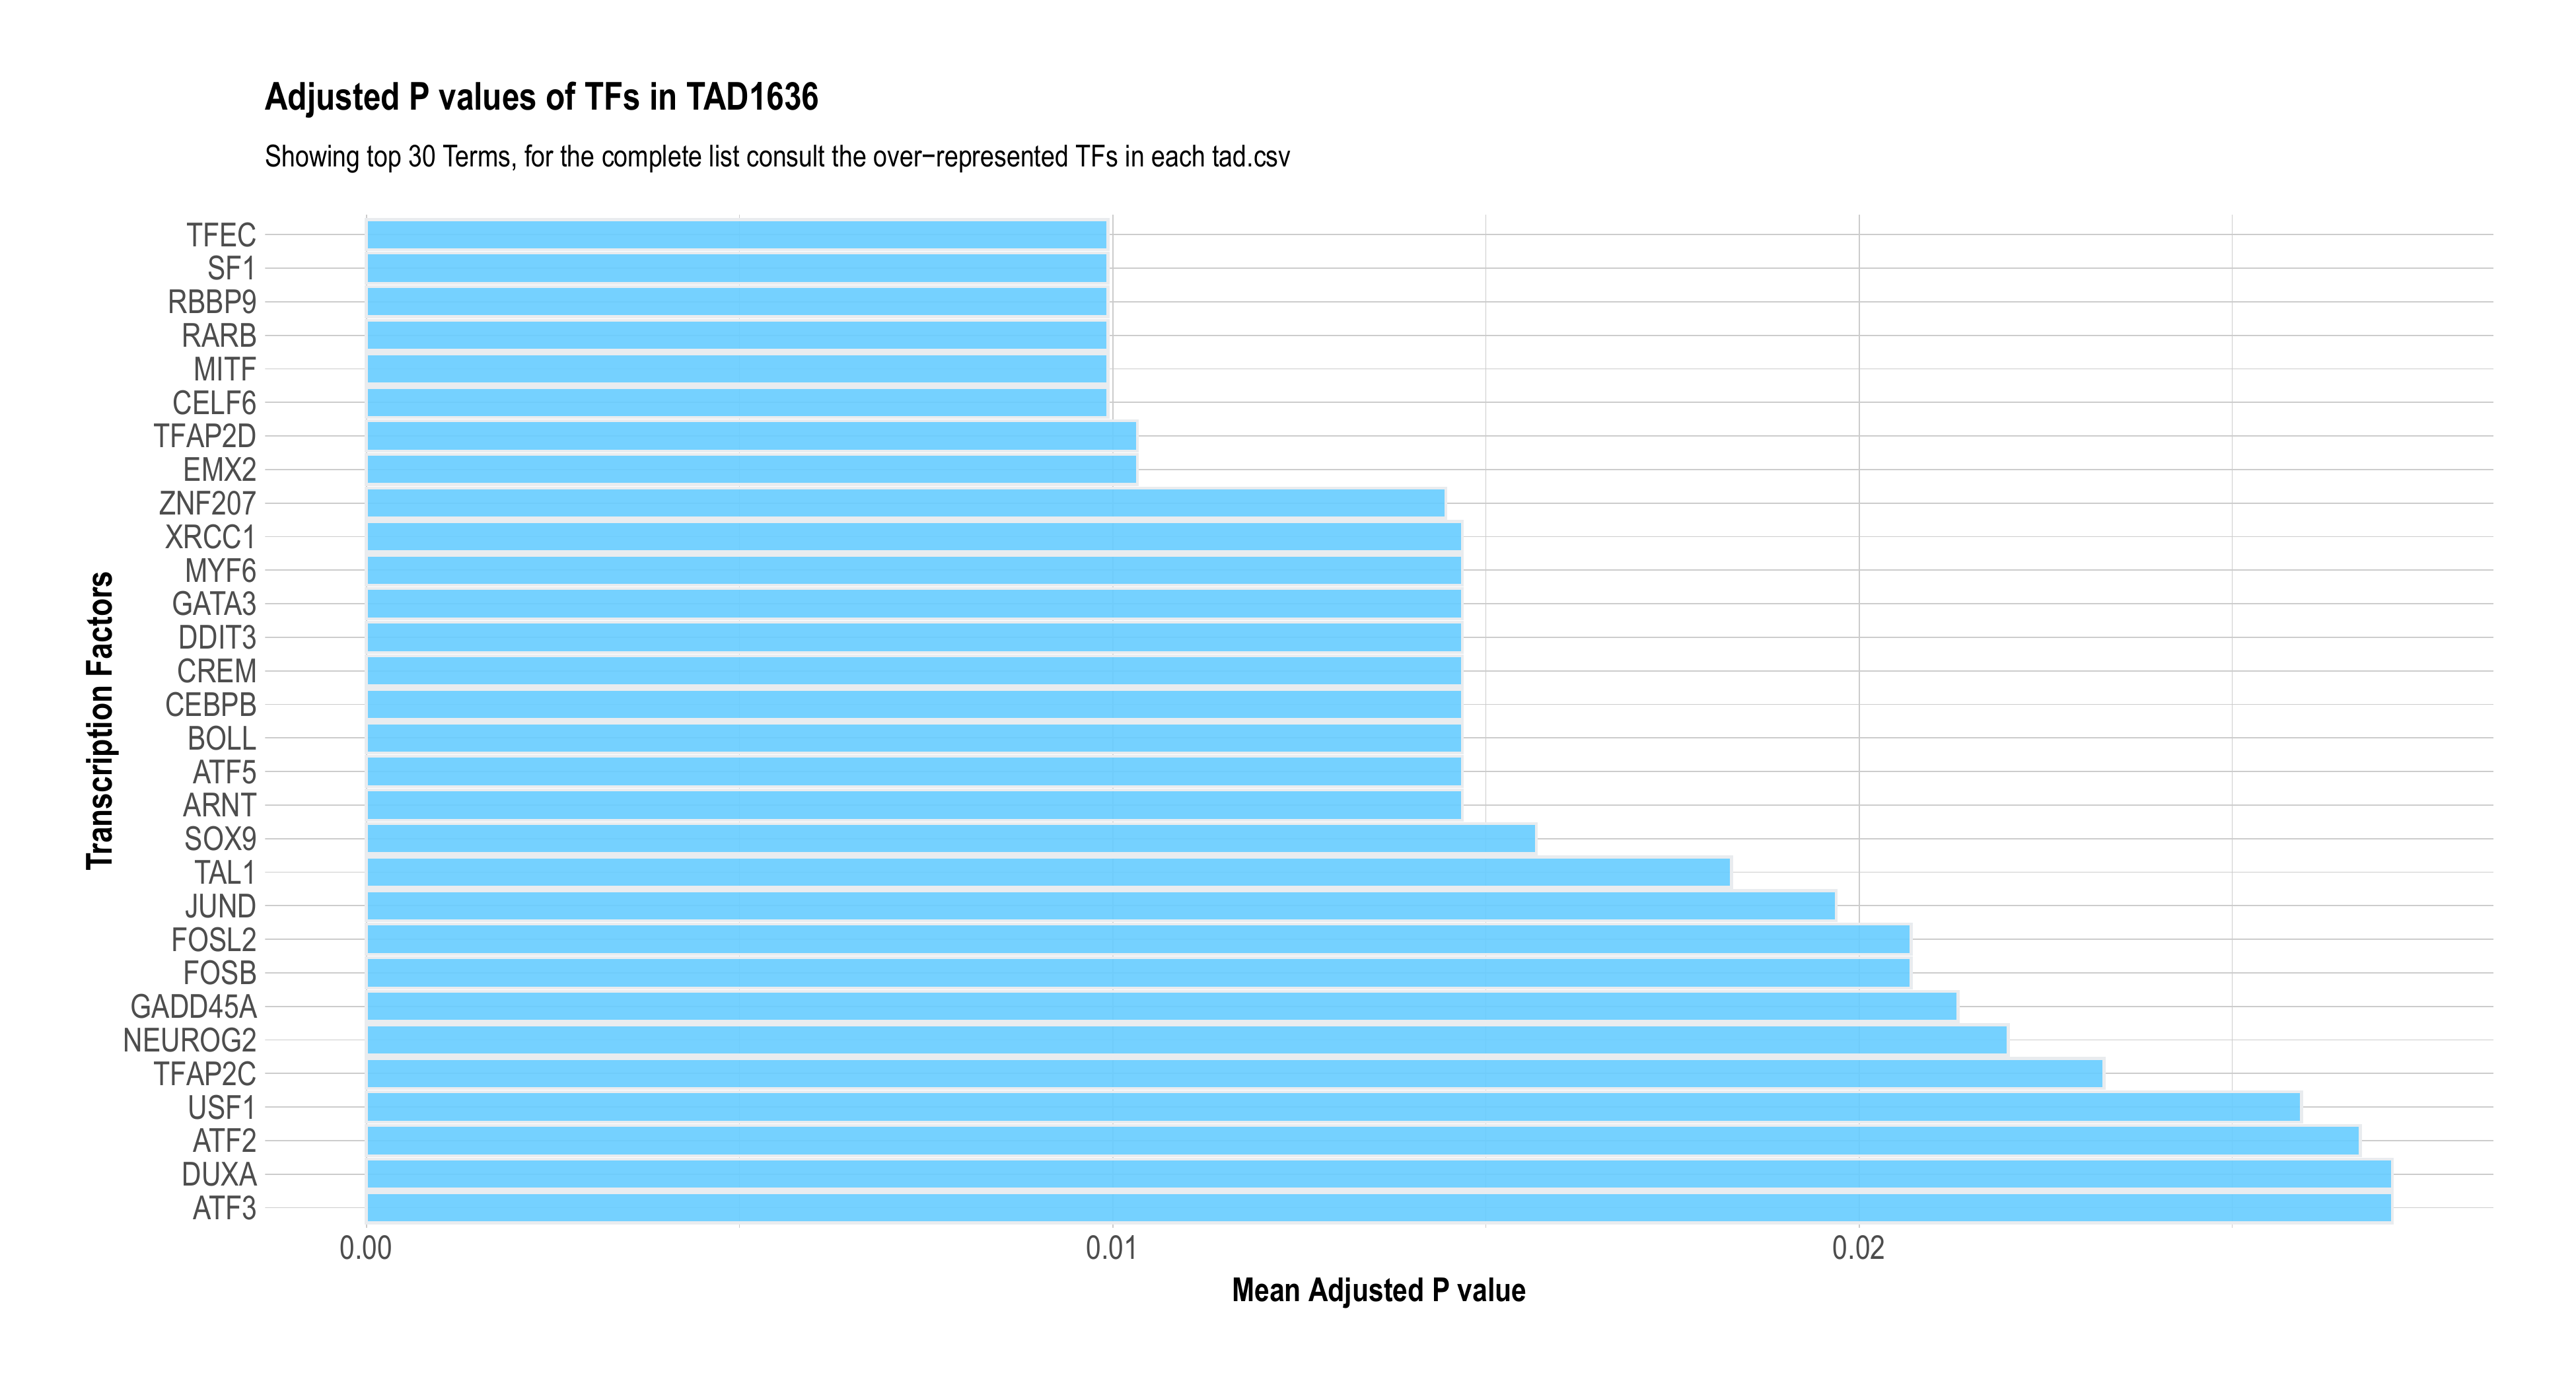 Adjusted P values of TFs in TAD1636
Showing top 30 Terms, for the complete list consult the over−represented TFs in each tad.csv
Transcription Factors
TFEC
SF1
RBBP9
RARB
MITF
CELF6
TFAP2D
EMX2
ZNF207
XRCC1
MYF6
GATA3
DDIT3
CREM
CEBPB
BOLL
ATF5
ARNT
SOX9
TAL1
JUND
FOSL2
FOSB
GADD45A
NEUROG2
TFAP2C
USF1
ATF2
DUXA
ATF3
0.00 0.01 0.02
Mean Adjusted P value